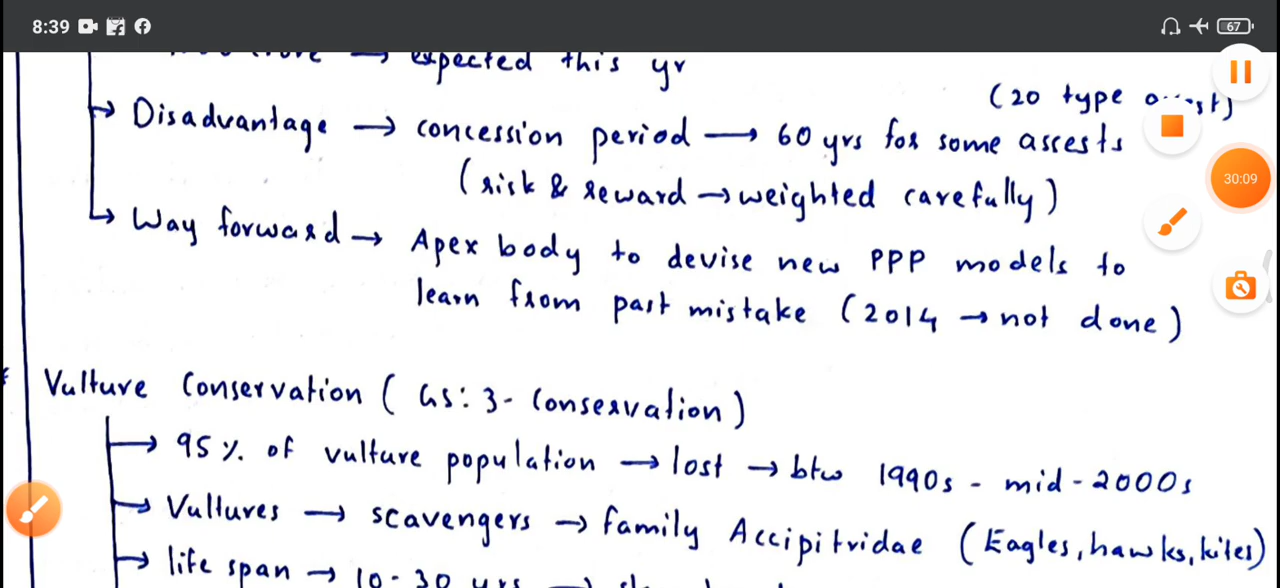 8:39
67
→ expected this yr
(20 type
→ Disadvantage → concession period → 60 yrs for some assests
(risk & reward → weighted carefully)
30:09
→ Way forward → Apex body to devise new PPP models to
learn from past mistake (2014 → not done)
Vulture Conservation ( GS: 3 - Conservation)
→ 95 % of vulture population → lost → btw 1990s - mid - 2000s
→ Vultures → scavengers → family Accipitridae (Eagles, hawks, kites)
→ life span → 10 - 30 yrs →